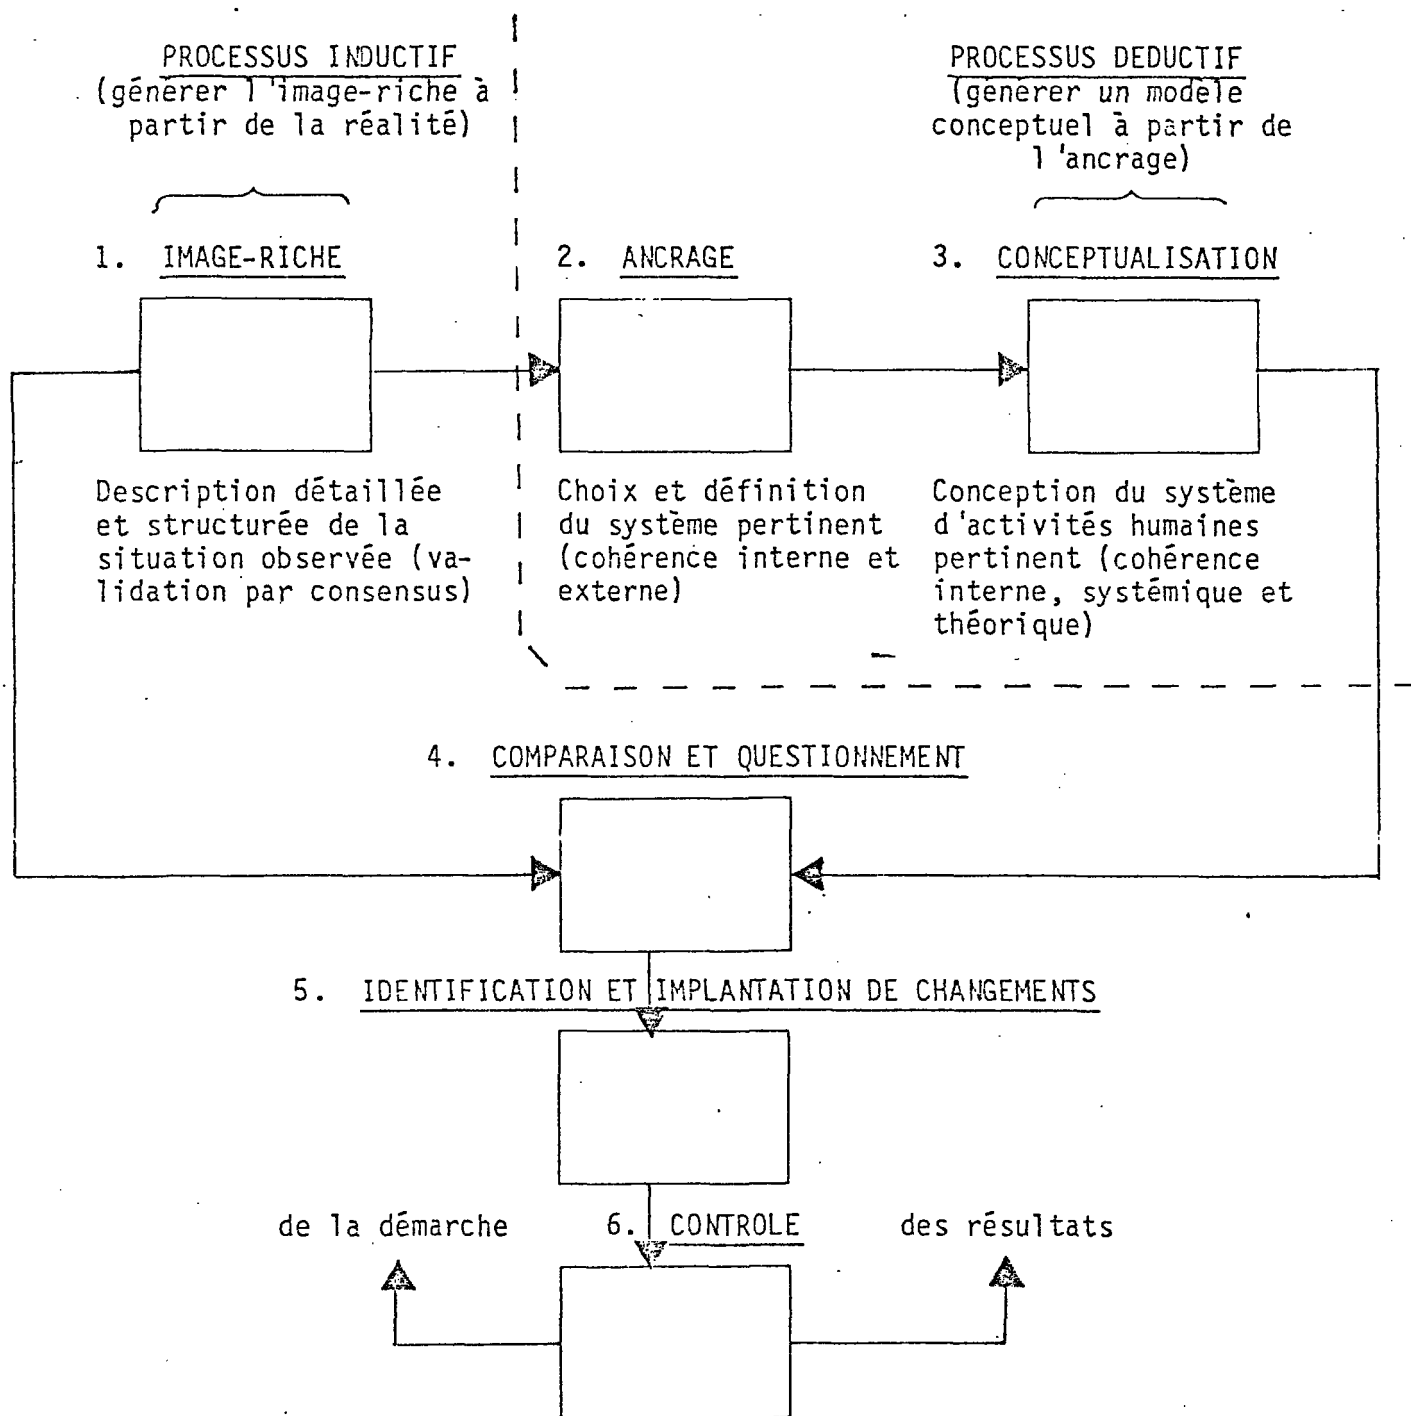 PROCESSUS INDUCTIF
(générer l'image-riche à
partir de la réalité)
PROCESSUS DEDUCTIF
(générer un modèle
conceptuel à partir de
l'ancrage)
1. IMAGE-RICHE
2. ANCRAGE
3. CONCEPTUALISATION
Description détaillée
et structurée de la
situation observée (va-
lidation par consensus)
Choix et définition
du système pertinent
(cohérence interne et
externe)
Conception du système
d'activités humaines
pertinent (cohérence
interne, systémique et
théorique)
4. COMPARAISON ET QUESTIONNEMENT
5. IDENTIFICATION ET IMPLANTATION DE CHANGEMENTS
de la démarche
6. CONTROLE
des résultats